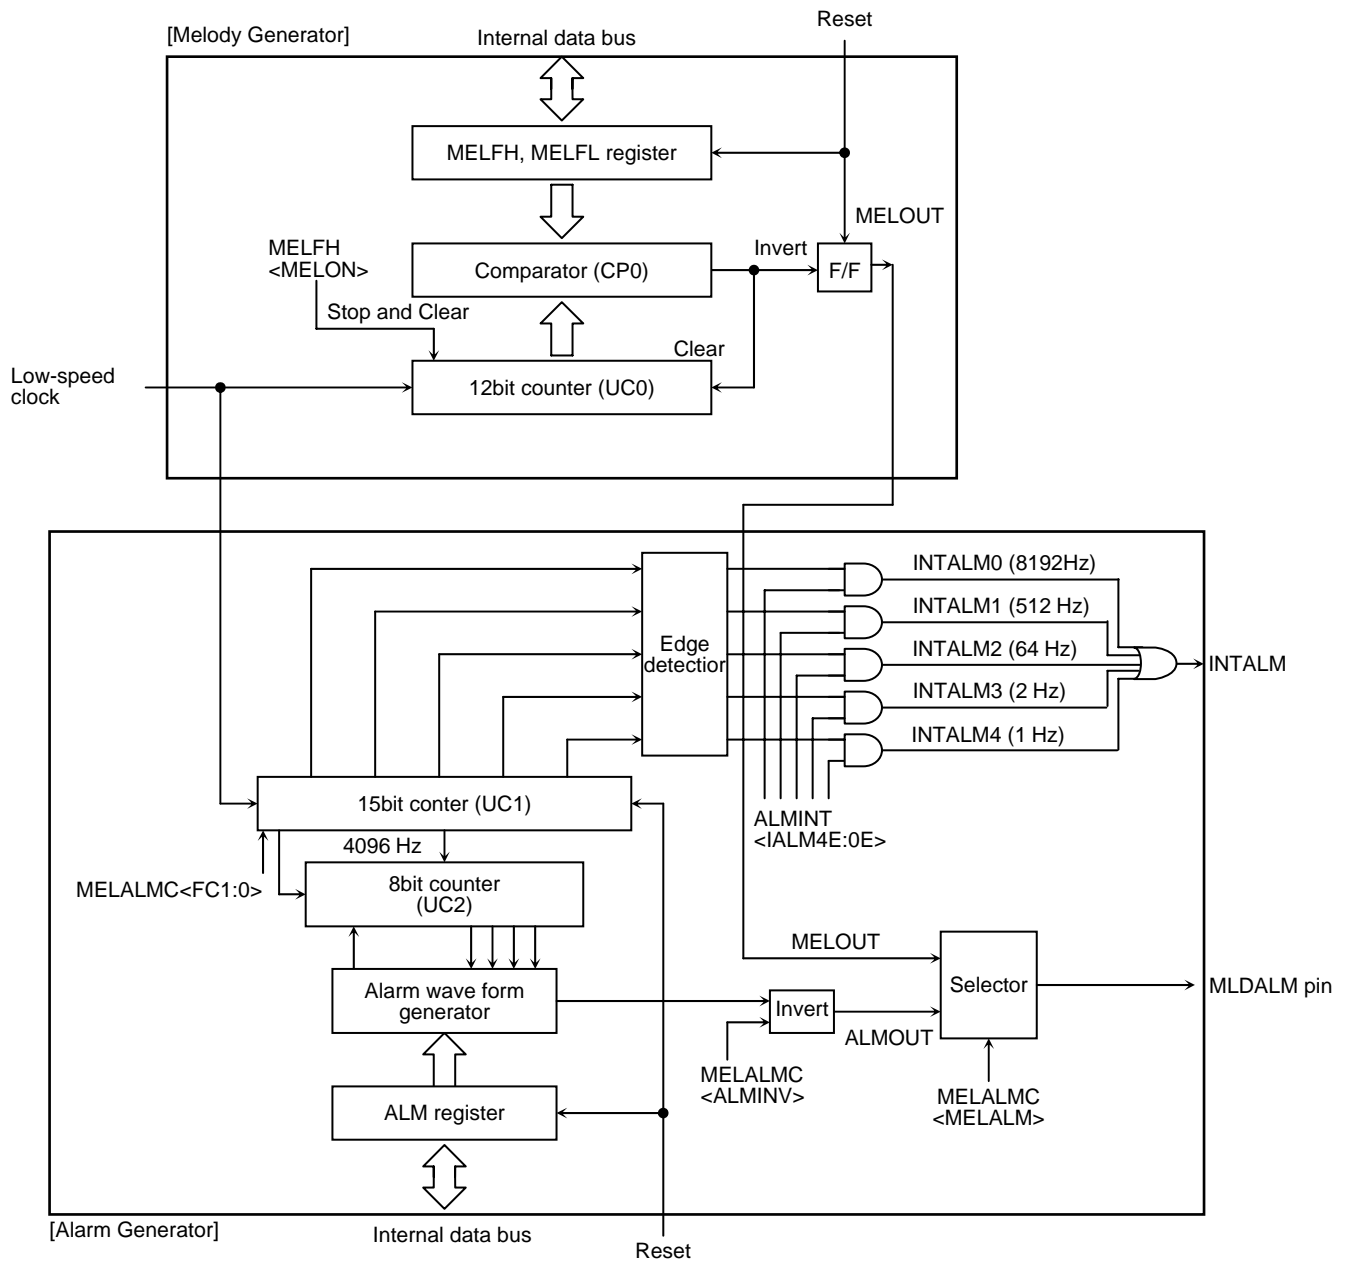 Reset
[Melody Generator]
Internal data bus
MELFH, MELFL register
MELOUT
MELFH
<MELON>
Invert
Comparator (CP0)
F/F
Stop and Clear
Clear
Low-speed
clock
12bit counter (UC0)
INTALM0 (8192Hz)
INTALM1 (512 Hz)
Edge
detection
INTALM2 (64 Hz)
INTALM
INTALM3 (2 Hz)
INTALM4 (1 Hz)
15bit conter (UC1)
ALMINT
<IALM4E:0E>
4096 Hz
MELALMC<FC1:0>
8bit counter
(UC2)
MELOUT
Selector
MLDALM pin
Alarm wave form
generator
Invert
ALMOUT
MELALMC
<ALMINV>
MELALMC
<MELALM>
ALM register
[Alarm Generator]
Internal data bus
Reset